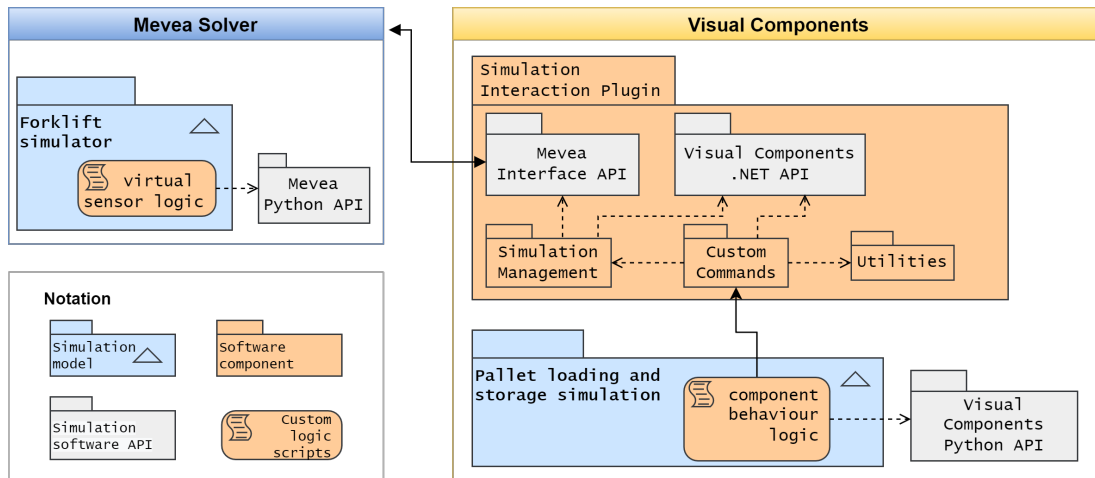 Mevea Solver
Forklift
simulator
virtual
sensor logic
Mevea
Python API
Notation
Simulation
model
Software
component
Simulation
software API
Custom
logic
scripts
Visual Components
Simulation
Interaction Plugin
Mevea
Interface API
Visual Components
.NET API
Simulation
Management
Custom
Commands
Utilities
Pallet loading and
storage simulation
component
behaviour
logic
Visual
Components
Python API